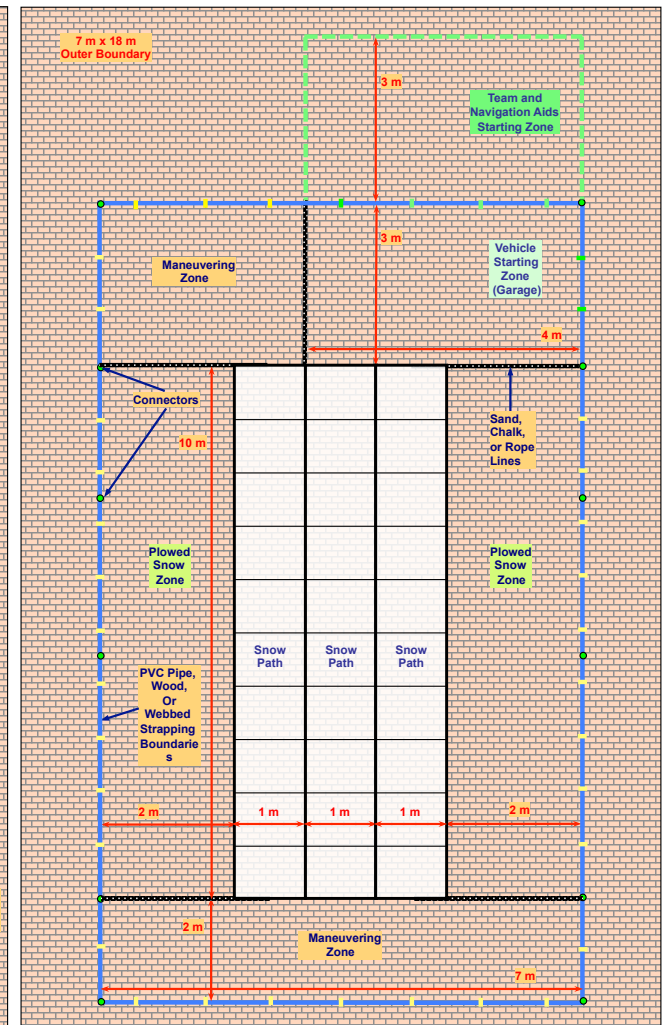 7 m x 18 m
Outer Boundary
3 m
Team and
Navigation Aids
Starting Zone
3 m
Maneuvering
Zone
Vehicle
Starting
Zone
(Garage)
4 m
Connectors
10 m
Sand,
Chalk,
or Rope
Lines
Plowed
Snow
Zone
Plowed
Snow
Zone
Snow
Path
Snow
Path
Snow
Path
PVC Pipe,
Wood,
Or
Webbed
Strapping
Boundarie
s
2 m
1 m
1 m
1 m
2 m
2 m
Maneuvering
Zone
7 m